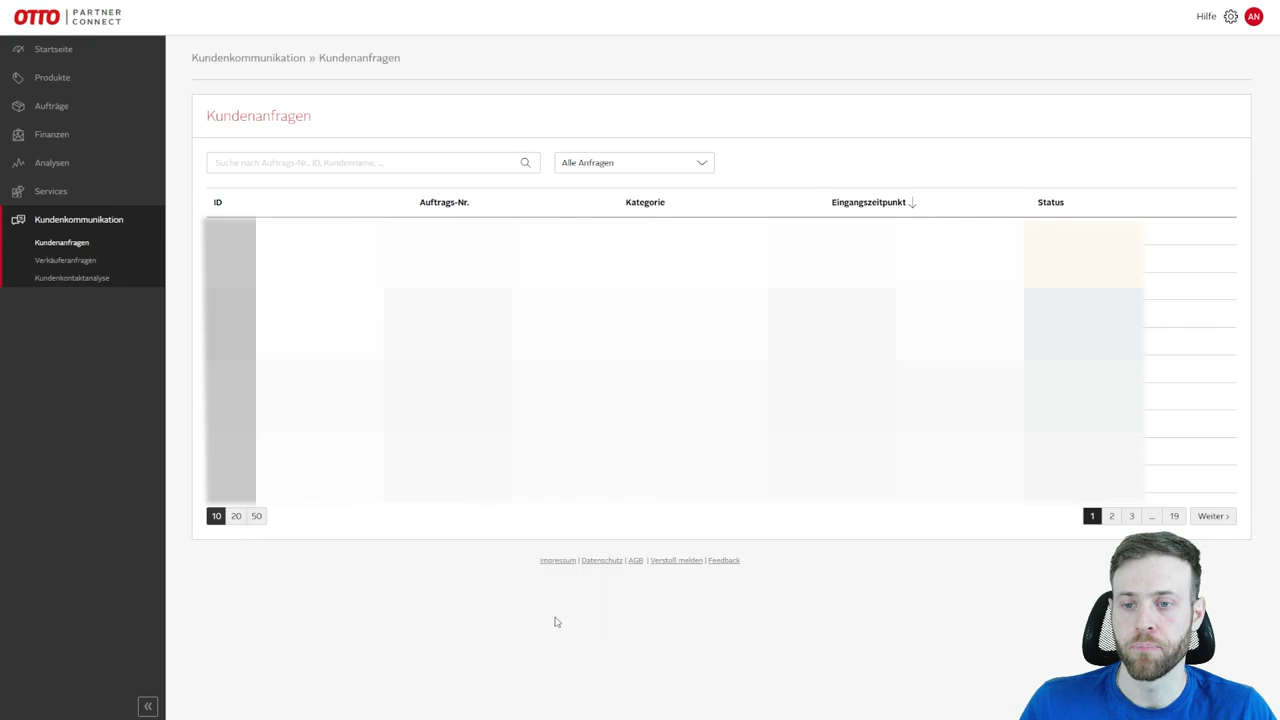 OTTO | PARTNER CONNECT
Hilfe
AN
Startseite
Produkte
Aufträge
Finanzen
Analysen
Services
Kundenkommunikation
Kundenanfragen
Verkäuferanfragen
Kundenkontaktanalyse
Kundenkommunikation » Kundenanfragen
Kundenanfragen
Suche nach Auftrags-Nr., ID, Kundenname, ...
Alle Anfragen
ID Auftrags-Nr. Kategorie Eingangszeitpunkt Status
10 20 50
1 2 3 ... 19 Weiter ›
Impressum | Datenschutz | AGB | Verstoß melden | Feedback